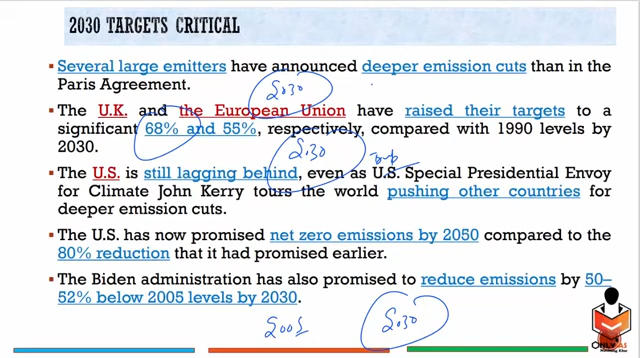 2030 TARGETS CRITICAL
Several large emitters have announced deeper emission cuts than in the
Paris Agreement.
2030
The U.K. and the European Union have raised their targets to a
significant 68% and 55%, respectively, compared with 1990 levels by
2030.
2030
The U.S. is still lagging behind, even as U.S. Special Presidential Envoy
for Climate John Kerry tours the world pushing other countries for
deeper emission cuts.
The U.S. has now promised net zero emissions by 2050 compared to the
80% reduction that it had promised earlier.
The Biden administration has also promised to reduce emissions by 50–
52% below 2005 levels by 2030.
2005
2030